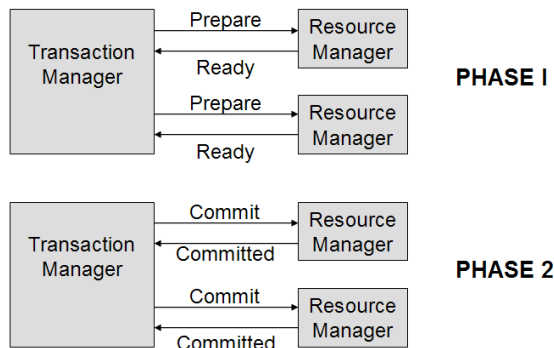 Prepare
Transaction
Manager
Resource
Manager
Ready
PHASE I
Prepare
Resource
Manager
Ready
Commit
Transaction
Manager
Resource
Manager
Committed
PHASE 2
Commit
Resource
Manager
Committed